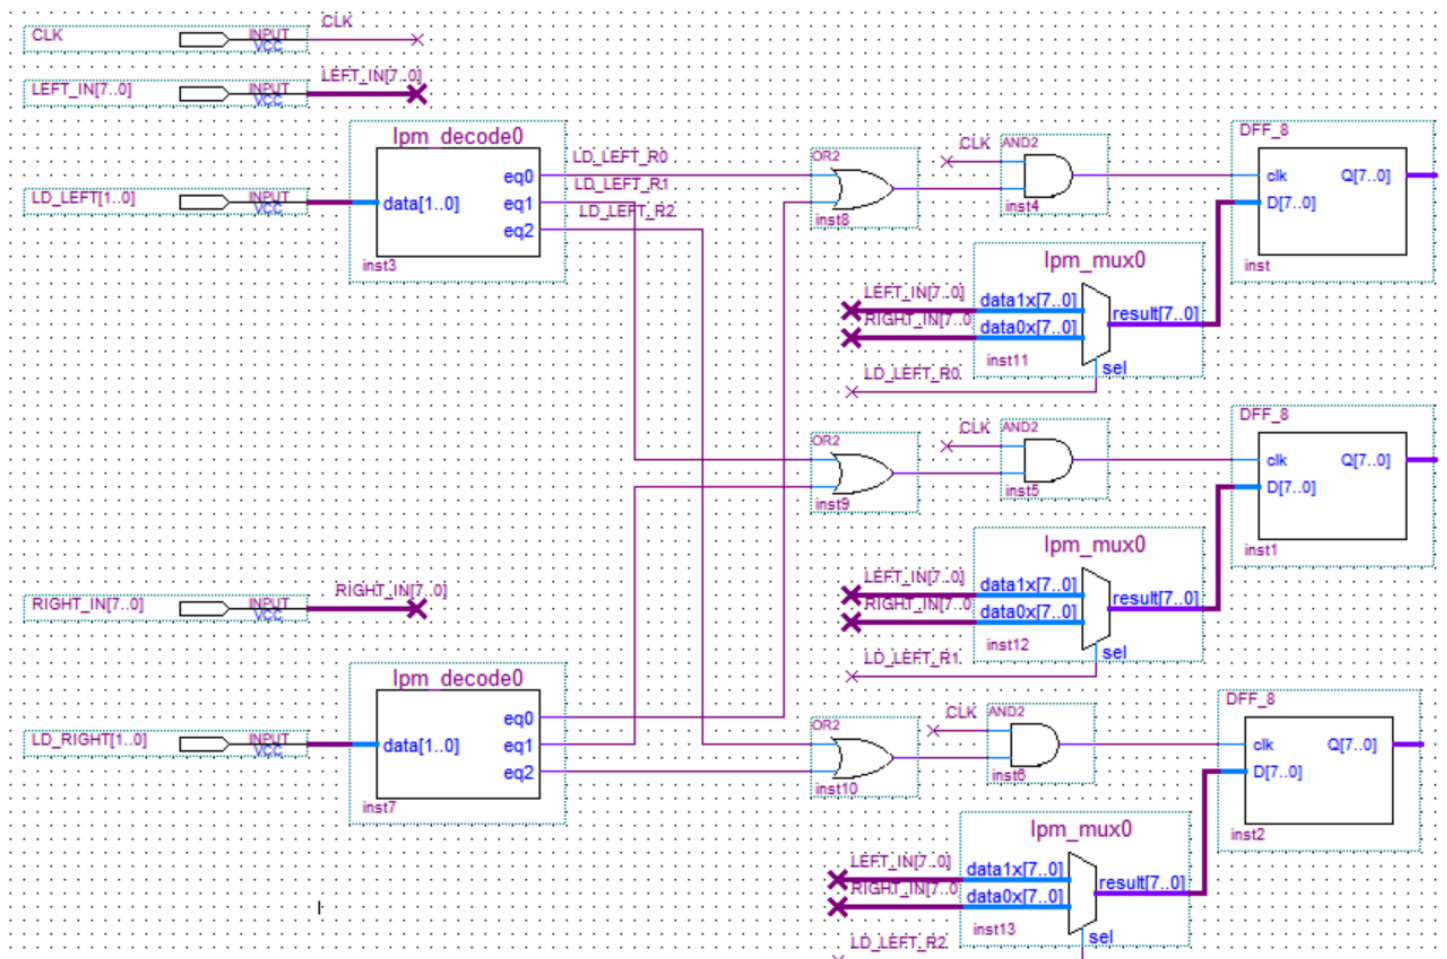 CLK
CLK
INPUT
VCC
LEFT_IN[7..0]
LEFT_IN[7..0]
INPUT
VCC
lpm_decode0
LD_LEFT[1..0]
INPUT
VCC
data[1..0]
eq0
eq1
eq2
inst3
LD_LEFT_R0
LD_LEFT_R1
LD_LEFT_R2
OR2
inst8
CLK
AND2
inst4
DFF_8
clk
Q[7..0]
D[7..0]
inst
lpm_mux0
LEFT_IN[7..0]
data1x[7..0]
RIGHT_IN[7..0
data0x[7..0]
result[7..0]
inst11
sel
LD_LEFT_R0
OR2
inst9
CLK
AND2
inst5
DFF_8
clk
Q[7..0]
D[7..0]
inst1
lpm_mux0
LEFT_IN[7..0]
data1x[7..0]
RIGHT_IN[7..0
data0x[7..0]
result[7..0]
inst12
sel
LD_LEFT_R1
RIGHT_IN[7..0]
RIGHT_IN[7..0]
INPUT
VCC
lpm_decode0
LD_RIGHT[1..0]
INPUT
VCC
data[1..0]
eq0
eq1
eq2
inst7
OR2
inst10
CLK
AND2
inst6
DFF_8
clk
Q[7..0]
D[7..0]
inst2
lpm_mux0
LEFT_IN[7..0]
data1x[7..0]
RIGHT_IN[7..0
data0x[7..0]
result[7..0]
inst13
sel
LD_LEFT_R2